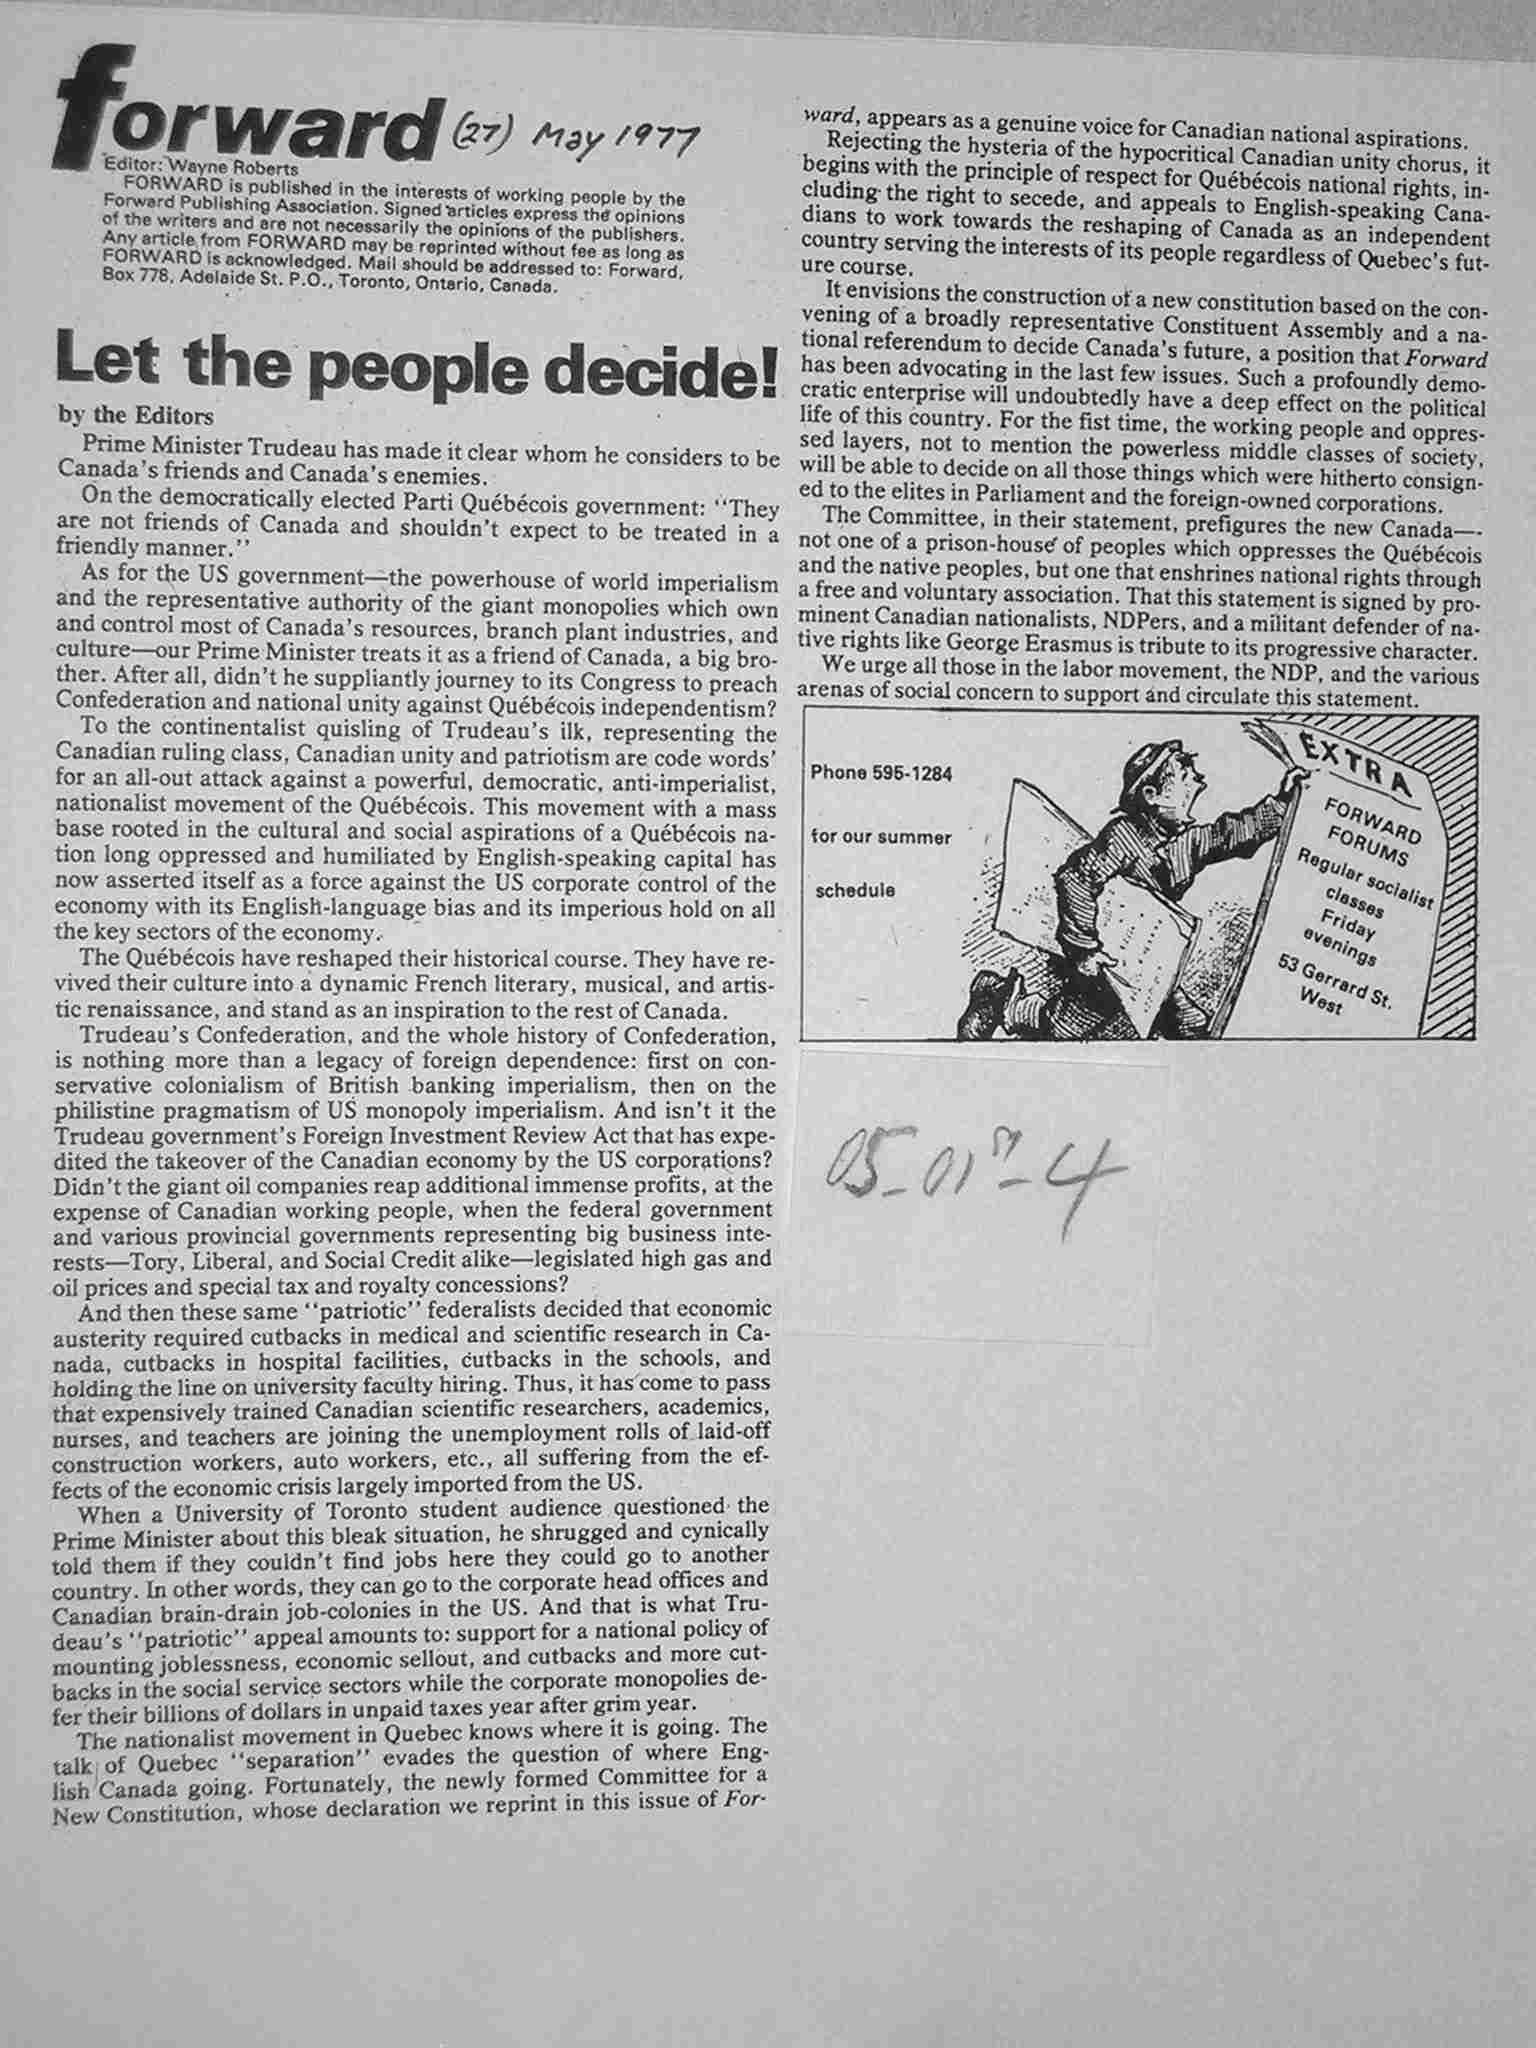 forward (27) May 1977
Editor: Wayne Roberts
FORWARD is published in the interests of working people by the
Forward Publishing Association. Signed articles express the opinions
of the writers and are not necessarily the opinions of the publishers.
Any article from FORWARD may be reprinted without fee as long as
FORWARD is acknowledged. Mail should be addressed to: Forward,
Box 778, Adelaide St. P.O., Toronto, Ontario, Canada.
Let the people decide!
by the Editors
Prime Minister Trudeau has made it clear whom he considers to be
Canada's friends and Canada's enemies.
On the democratically elected Parti Québécois government: "They
are not friends of Canada and shouldn't expect to be treated in a
friendly manner."
As for the US government—the powerhouse of world imperialism
and the representative authority of the giant monopolies which own
and control most of Canada's resources, branch plant industries, and
culture—our Prime Minister treats it as a friend of Canada, a big bro-
ther. After all, didn't he suppliantly journey to its Congress to preach
Confederation and national unity against Québécois independentism?
To the continentalist quisling of Trudeau's ilk, representing the
Canadian ruling class, Canadian unity and patriotism are code words'
for an all-out attack against a powerful, democratic, anti-imperialist,
nationalist movement of the Québécois. This movement with a mass
base rooted in the cultural and social aspirations of a Québécois na-
tion long oppressed and humiliated by English-speaking capital has
now asserted itself as a force against the US corporate control of the
economy with its English-language bias and its imperious hold on all
the key sectors of the economy.
The Québécois have reshaped their historical course. They have re-
vived their culture into a dynamic French literary, musical, and artis-
tic renaissance, and stand as an inspiration to the rest of Canada.
Trudeau's Confederation, and the whole history of Confederation,
is nothing more than a legacy of foreign dependence: first on con-
servative colonialism of British banking imperialism, then on the
philistine pragmatism of US monopoly imperialism. And isn't it the
Trudeau government's Foreign Investment Review Act that has expe-
dited the takeover of the Canadian economy by the US corporations?
Didn't the giant oil companies reap additional immense profits, at the
expense of Canadian working people, when the federal government
and various provincial governments representing big business inte-
rests—Tory, Liberal, and Social Credit alike—legislated high gas and
oil prices and special tax and royalty concessions?
And then these same "patriotic" federalists decided that economic
austerity required cutbacks in medical and scientific research in Ca-
nada, cutbacks in hospital facilities, cutbacks in the schools, and
holding the line on university faculty hiring. Thus, it has come to pass
that expensively trained Canadian scientific researchers, academics,
nurses, and teachers are joining the unemployment rolls of laid-off
construction workers, auto workers, etc., all suffering from the ef-
fects of the economic crisis largely imported from the US.
When a University of Toronto student audience questioned the
Prime Minister about this bleak situation, he shrugged and cynically
told them if they couldn't find jobs here they could go to another
country. In other words, they can go to the corporate head offices and
Canadian brain-drain job-colonies in the US. And that is what Tru-
deau's "patriotic" appeal amounts to: support for a national policy of
mounting joblessness, economic sellout, and cutbacks and more cut-
backs in the social service sectors while the corporate monopolies de-
fer their billions of dollars in unpaid taxes year after grim year.
The nationalist movement in Quebec knows where it is going. The
talk of Quebec "separation" evades the question of where Eng-
lish Canada going. Fortunately, the newly formed Committee for a
New Constitution, whose declaration we reprint in this issue of For-
ward, appears as a genuine voice for Canadian national aspirations.
Rejecting the hysteria of the hypocritical Canadian unity chorus, it
begins with the principle of respect for Québécois national rights, in-
cluding the right to secede, and appeals to English-speaking Cana-
dians to work towards the reshaping of Canada as an independent
country serving the interests of its people regardless of Quebec's fut-
ure course.
It envisions the construction of a new constitution based on the con-
vening of a broadly representative Constituent Assembly and a na-
tional referendum to decide Canada's future, a position that Forward
has been advocating in the last few issues. Such a profoundly demo-
cratic enterprise will undoubtedly have a deep effect on the political
life of this country. For the fist time, the working people and oppres-
sed layers, not to mention the powerless middle classes of society,
will be able to decide on all those things which were hitherto consign-
ed to the elites in Parliament and the foreign-owned corporations.
The Committee, in their statement, prefigures the new Canada—
not one of a prison-house of peoples which oppresses the Québécois
and the native peoples, but one that enshrines national rights through
a free and voluntary association. That this statement is signed by pro-
minent Canadian nationalists, NDPers, and a militant defender of na-
tive rights like George Erasmus is tribute to its progressive character.
We urge all those in the labor movement, the NDP, and the various
arenas of social concern to support and circulate this statement.
Phone 595-1284
for our summer
schedule
EXTRA
FORWARD
FORUMS
Regular socialist
classes
Friday
evenings
53 Gerrard St.
West